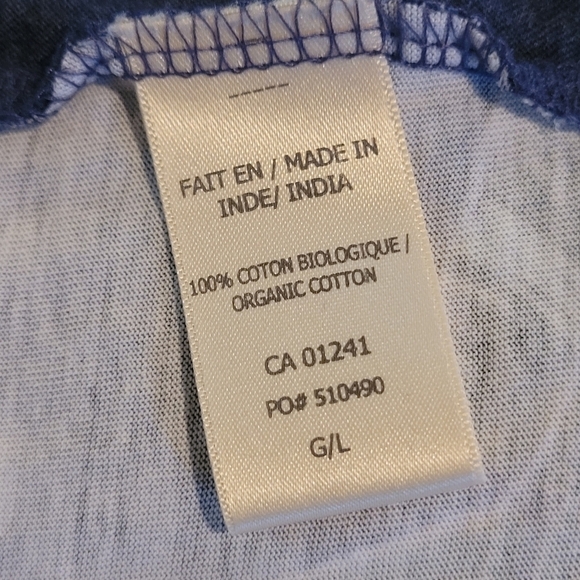 FAIT EN / MADE IN
INDE/ INDIA
100% COTON BIOLOGIQUE /
ORGANIC COTTON
CA 01241
PO# 510490
G/L